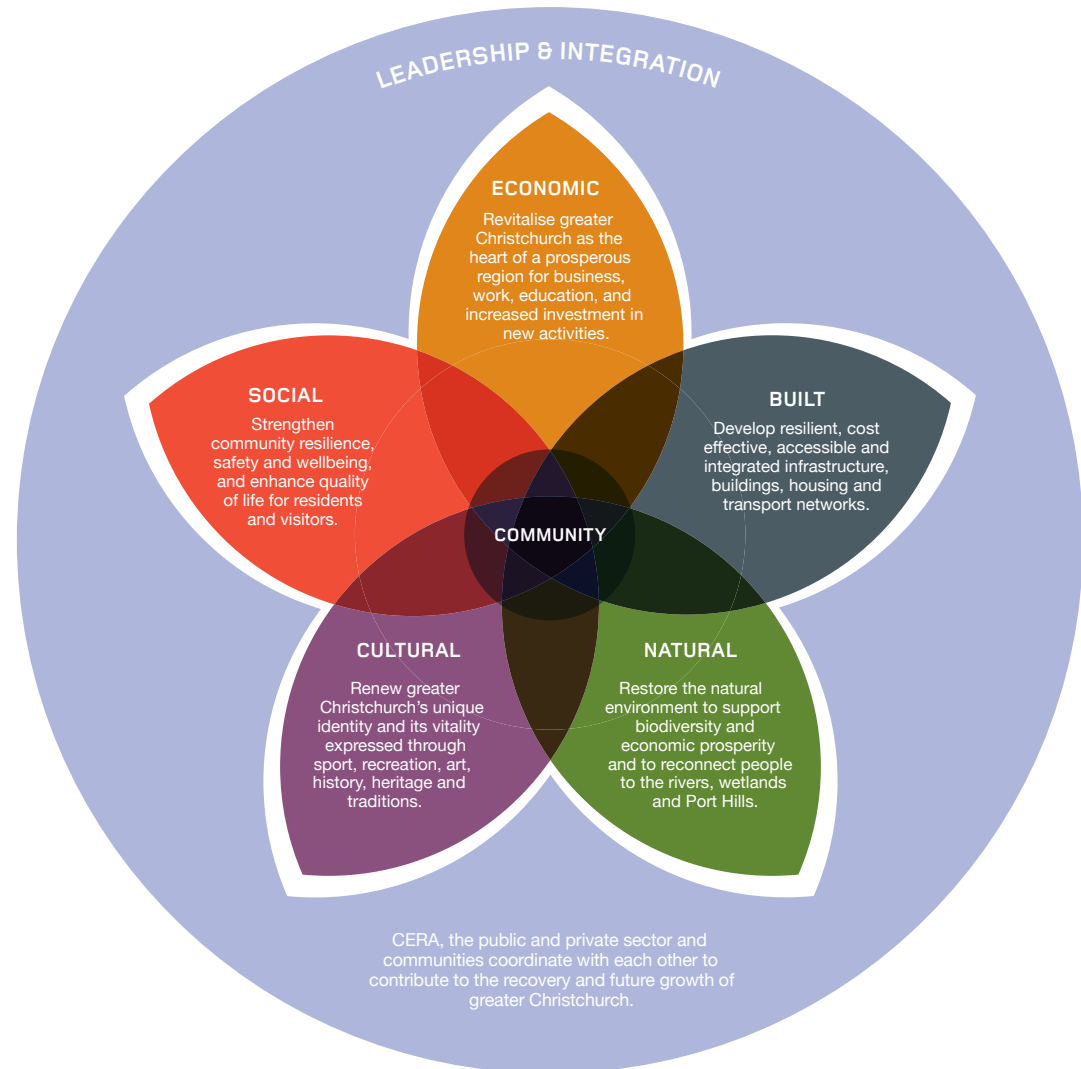 LEADERSHIP & INTEGRATION
ECONOMIC
Revitalise greater
Christchurch as the
heart of a prosperous
region for business,
work, education, and
increased investment in
new activities.
SOCIAL
Strengthen
community resilience,
safety and wellbeing,
and enhance quality
of life for residents
and visitors.
BUILT
Develop resilient, cost
effective, accessible and
integrated infrastructure,
buildings, housing and
transport networks.
COMMUNITY
CULTURAL
Renew greater
Christchurch's unique
identity and its vitality
expressed through
sport, recreation, art,
history, heritage and
traditions.
NATURAL
Restore the natural
environment to support
biodiversity and
economic prosperity
and to reconnect people
to the rivers, wetlands
and Port Hills.
CERA, the public and private sector and
communities coordinate with each other to
contribute to the recovery and future growth of
greater Christchurch.